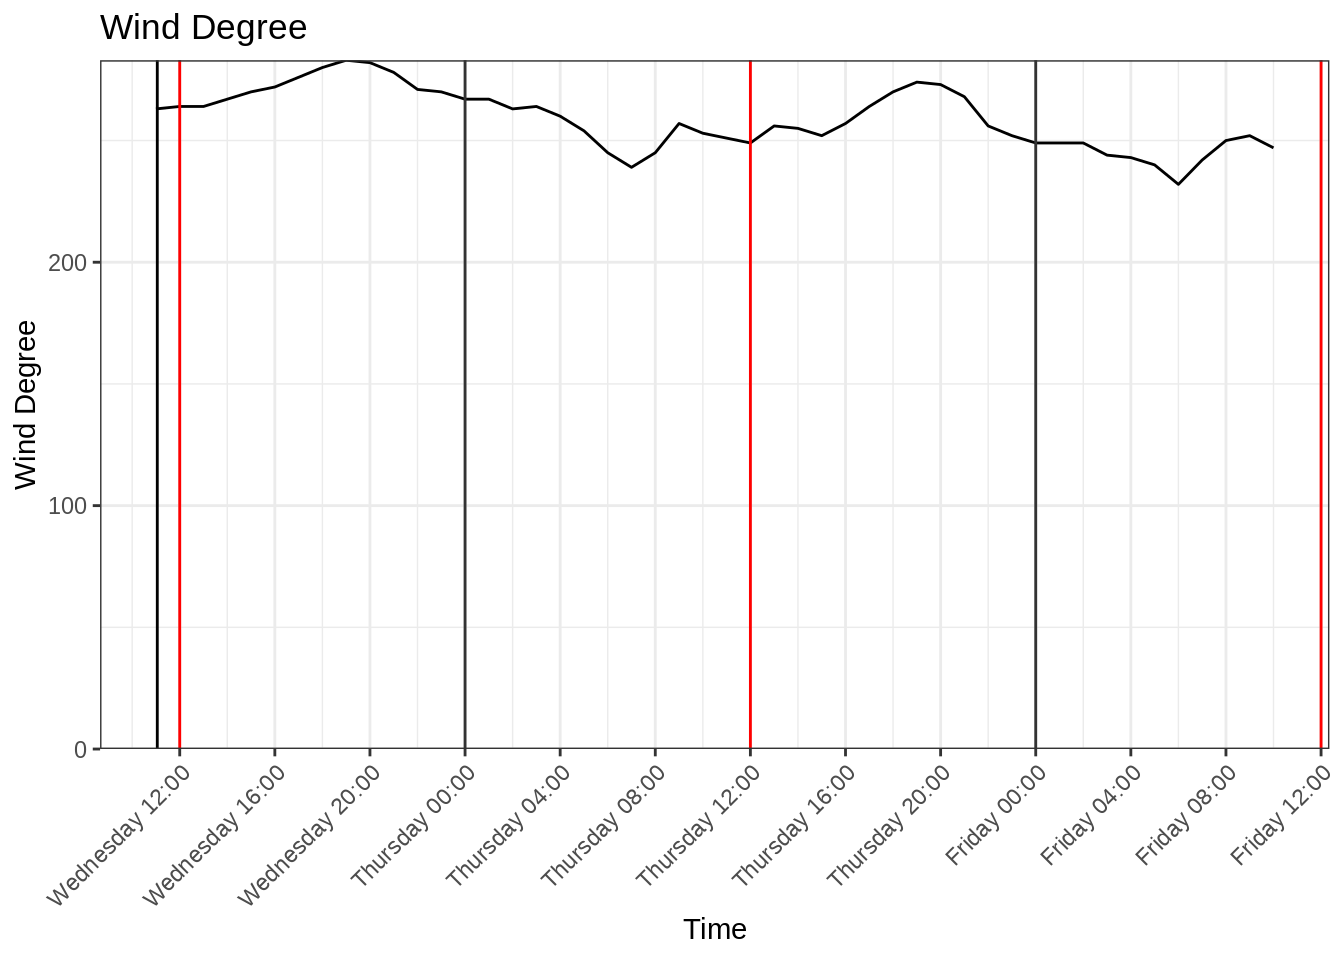 Wind Degree
Wind Degree
200
100
0
Wednesday 12:00
Wednesday 16:00
Wednesday 20:00
Thursday 00:00
Thursday 04:00
Thursday 08:00
Thursday 12:00
Thursday 16:00
Thursday 20:00
Friday 00:00
Friday 04:00
Friday 08:00
Friday 12:00
Time